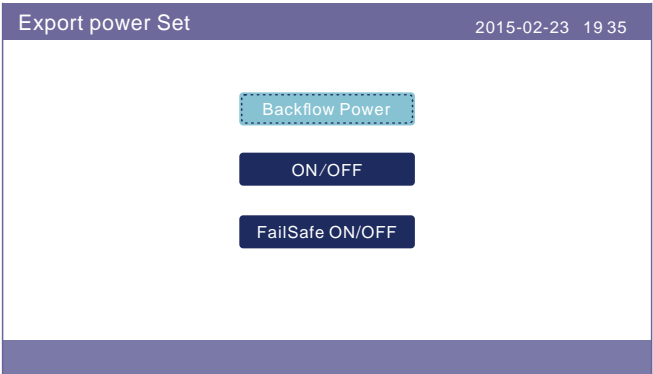 Export power Set
2015-02-23 19 35
Backflow Power
ON/OFF
FailSafe ON/OFF